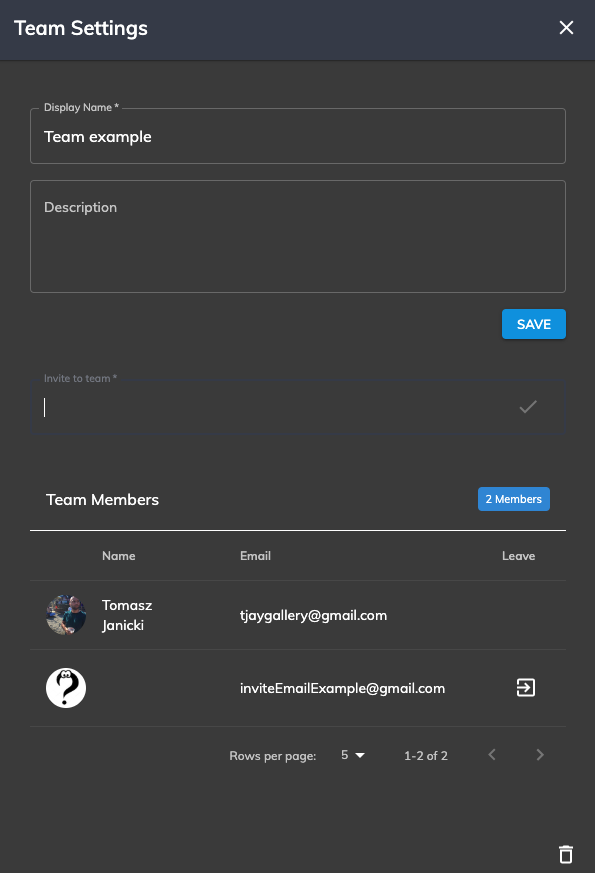 Team Settings
Display Name *
Team example
Description
SAVE
Invite to team *
Team Members
2 Members
Name Email Leave
Tomasz
Janicki
tjaygallery@gmail.com
inviteEmailExample@gmail.com
Rows per page: 5 1-2 of 2